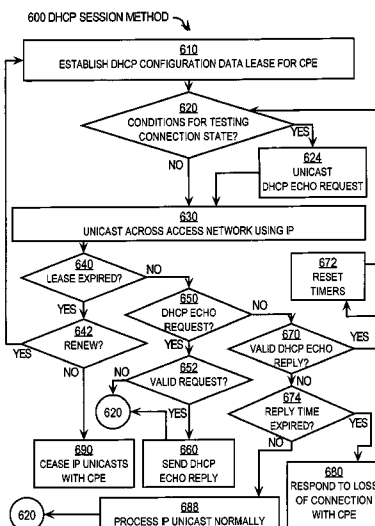 600 DHCP SESSION METHOD
610
ESTABLISH DHCP CONFIGURATION DATA LEASE FOR CPE
620
CONDITIONS FOR TESTING
CONNECTION STATE?
YES
NO
624
UNICAST
DHCP ECHO REQUEST
630
UNICAST ACROSS ACCESS NETWORK USING IP
640
LEASE EXPIRED?
NO
YES
650
DHCP ECHO
REQUEST?
NO
YES
672
RESET
TIMERS
642
RENEW?
YES
NO
652
VALID REQUEST?
NO
YES
670
VALID DHCP ECHO
REPLY?
YES
NO
620
674
REPLY TIME
EXPIRED?
NO
YES
690
CEASE IP UNICASTS
WITH CPE
660
SEND DHCP
ECHO REPLY
680
RESPOND TO LOSS
OF CONNECTION
WITH CPE
620
688
PROCESS IP UNICAST NORMALLY